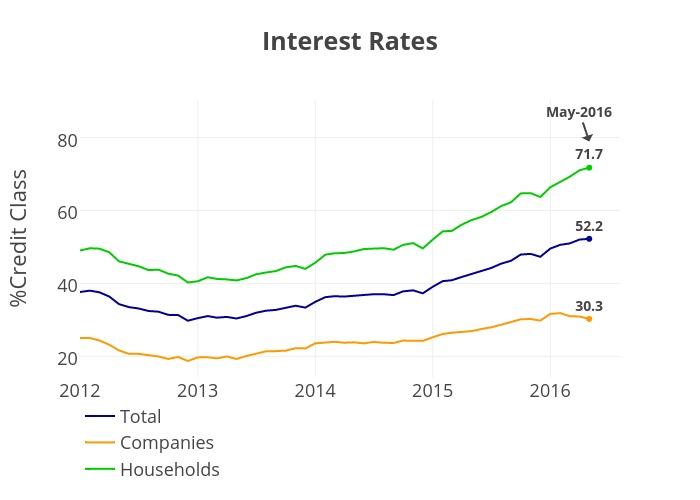 Interest Rates
May-2016
80
71.7
60
52.2
%Credit Class
40
30.3
20
2012 2013 2014 2015 2016
Total
Companies
Households